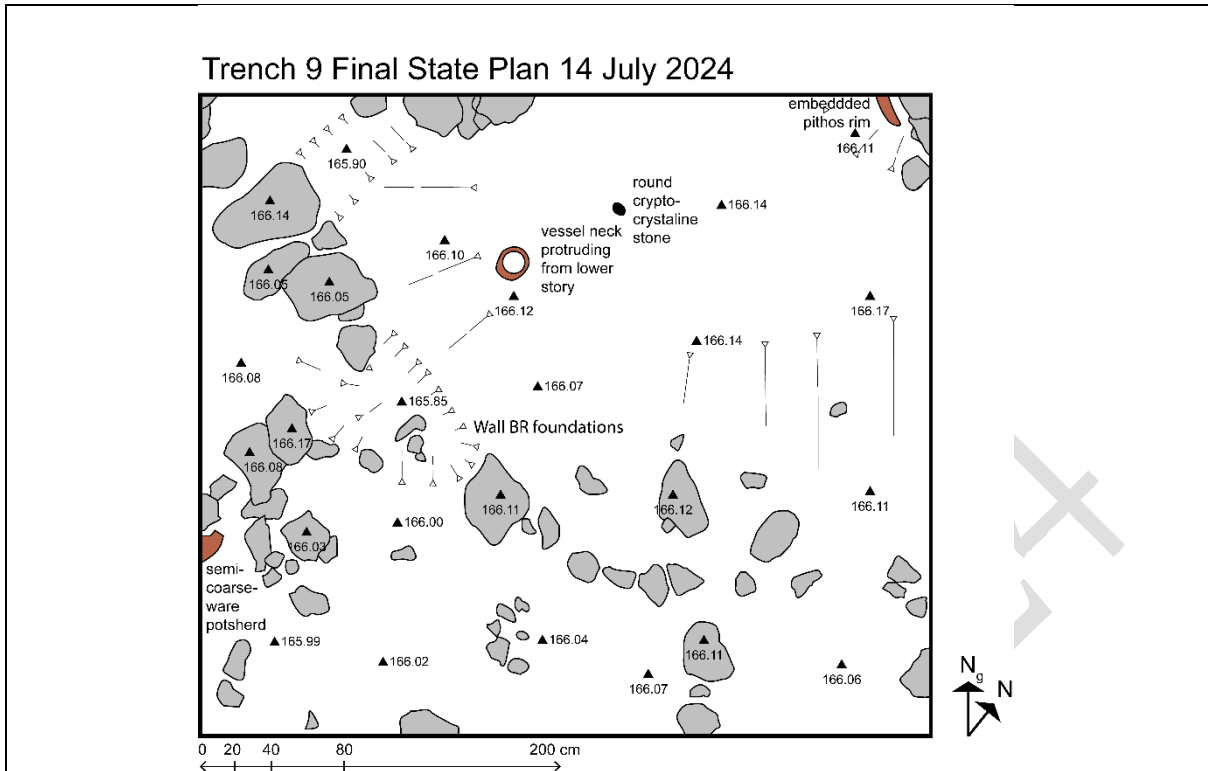 Trench 9 Final State Plan 14 July 2024
embeddded
pithos rim
166.11
165.90
round
crypto-
crystaline
stone
166.14
166.14
vessel neck
protruding
from lower
story
166.10
166.05
166.05
166.12
166.17
166.14
166.08
166.07
165.85
Wall BR foundations
166.17
166.08
166.11
166.12
166.11
166.00
166.03
semi-
coarse-
ware
potsherd
165.99
166.04
166.02
166.11
166.07
166.06
Ng
N
0 20 40 80 200 cm